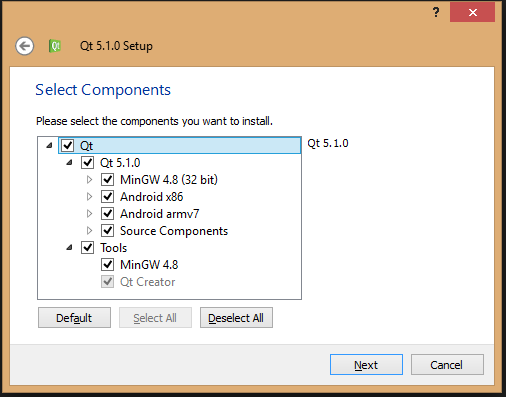 ?
Qt
Qt 5.1.0 Setup
Select Components
Please select the components you want to install.
Qt
Qt 5.1.0
Qt 5.1.0
MinGW 4.8 (32 bit)
Android x86
Android armv7
Source Components
Tools
MinGW 4.8
Qt Creator
Default Select All Deselect All
Next Cancel